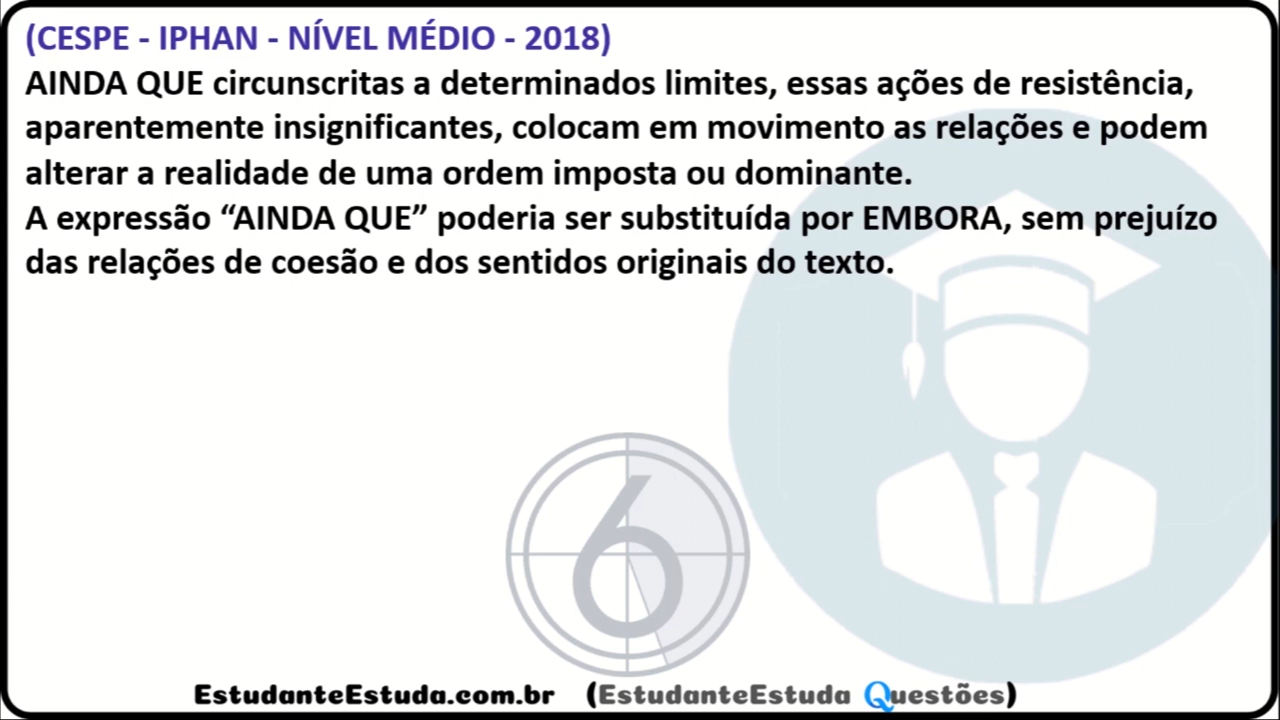 (CESPE - IPHAN - NÍVEL MÉDIO - 2018)
AINDA QUE circunscritas a determinados limites, essas ações de resistência,
aparentemente insignificantes, colocam em movimento as relações e podem
alterar a realidade de uma ordem imposta ou dominante.
A expressão “AINDA QUE” poderia ser substituída por EMBORA, sem prejuízo
das relações de coesão e dos sentidos originais do texto.
6
EstudanteEstuda.com.br (EstudanteEstuda Questões)